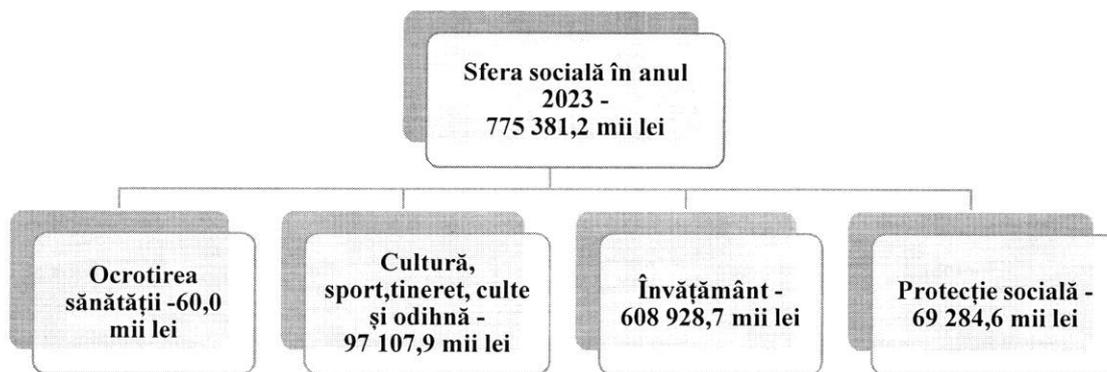 Sfera socială în anul
2023 -
775 381,2 mii lei
Ocrotirea
sănătății -60,0
mii lei
Cultură,
sport,tineret, culte
și odihnă -
97 107,9 mii lei
Învățământ -
608 928,7 mii lei
Protecție socială -
69 284,6 mii lei